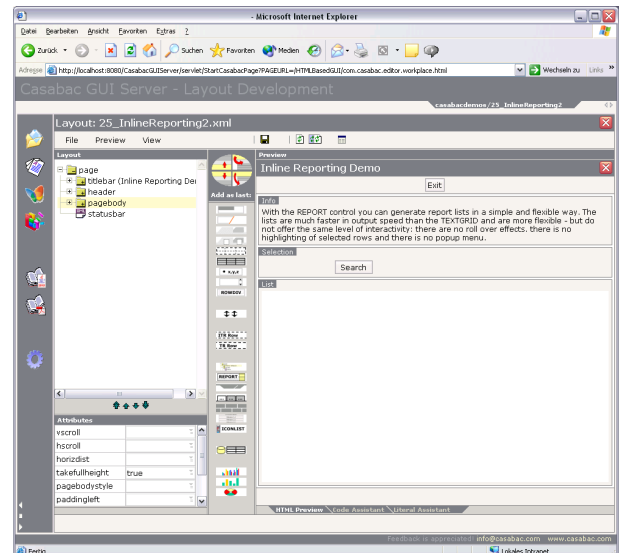 - Microsoft Internet Explorer
Datei Bearbeiten Ansicht Favoriten Extras ?
Zurück Suchen Favoriten Medien
Adresse http://localhost:8080/CasabacGUIServer/servlet/StartCasabacPage?PAGEURL=/HTMLBasedGUI/com.casabac.editor.workplace.html Wechseln zu Links »
Casabac GUI Server - Layout Development
casabacdemos/25_InlineReporting2
Layout: 25_InlineReporting2.xml
File Preview View
Layout
page
titlebar (Inline Reporting Der
header
pagebody
statusbar
Add as last:
* x,y,z
ROWDIV
ITR Row
TR Row
REPORT
ICONLIST
Attributes
vscroll
hscroll
horizdist
takefullheight true
pagebodystyle
paddingleft
Preview
Inline Reporting Demo
Exit
Info
With the REPORT control you can generate report lists in a simple and flexible way. The
lists are much faster in output speed than the TEXTGRID and are more flexible - but do
not offer the same level of interactivity: there are no roll over effects. there is no
highlighting of selected rows and there is no popup menu.
Selection
Search
List
HTML Preview Code Assistant Literal Assistant
Feedback is appreciated! info@casabac.com www.casabac.com
Fertig Lokales Intranet